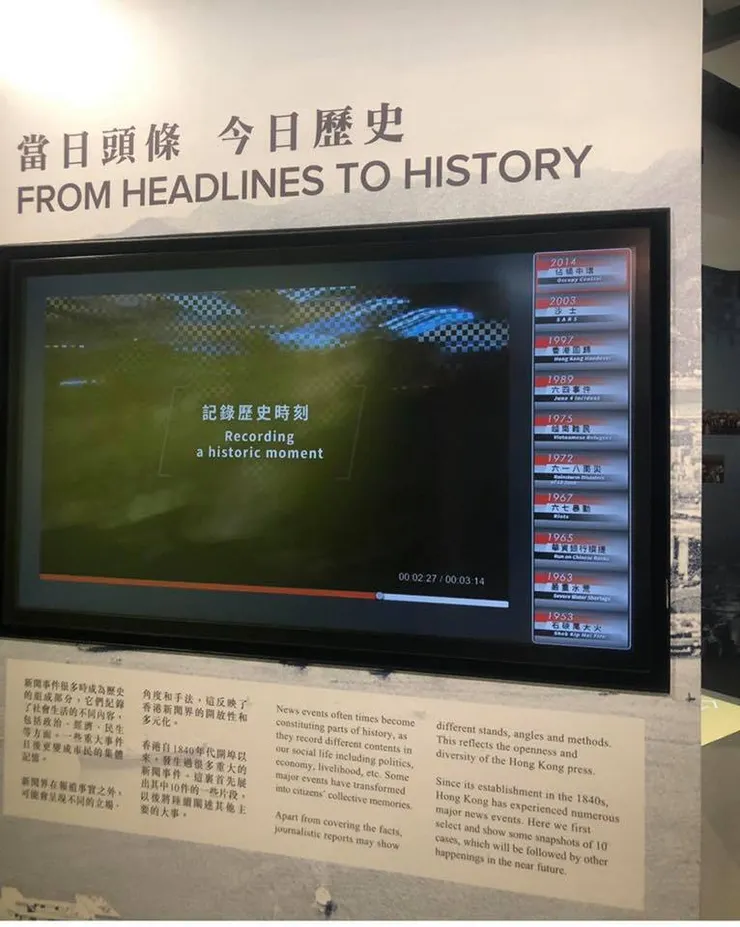 當日頭條 今日歷史
FROM HEADLINES TO HISTORY
記錄歷史時刻
Recording
a historic moment
00:02:27 / 00:03:14
2014
佔領中環
Occupy Central
2003
沙士
SARS
1997
香港回歸
Hong Kong Handover
1989
六四事件
June 4 Incident
1975
越南難民
Vietnamese Refugees
1972
六一八雨災
Rainstorm Disasters
1967
六七暴動
Riots
1965
華資銀行擠提
Run on Chinese Banks
1963
嚴重水荒
Severe Water Shortage
1953
石硤尾大火
Shek Kip Mei Fire
新聞事件很多時成為歷史
的組成部分，它們紀錄
了社會生活的不同內容，
包括政治、經濟、民生
等方面。一些重大事件
日後更變成市民的集體
記憶。
新聞界在報道事實之外，
可能會呈現不同的立場、
角度和手法，這反映了
香港新聞界的開放性和
多元化。
香港自1840年代開埠以
來，發生過很多重大的
新聞事件。這裏首先展
出其中10件的一些片段，
以後將陸續闡述其他主
要的大事。
News events often times become
constituting parts of history, as
they record different contents in
our social life including politics,
economy, livelihood, etc. Some
major events have transformed
into citizens' collective memories.
Apart from covering the facts,
journalistic reports may show
different stands, angles and methods.
This reflects the openness and
diversity of the Hong Kong press.
Since its establishment in the 1840s,
Hong Kong has experienced numerous
major news events. Here we first
select and show some snapshots of 10
cases, which will be followed by other
happenings in the near future.